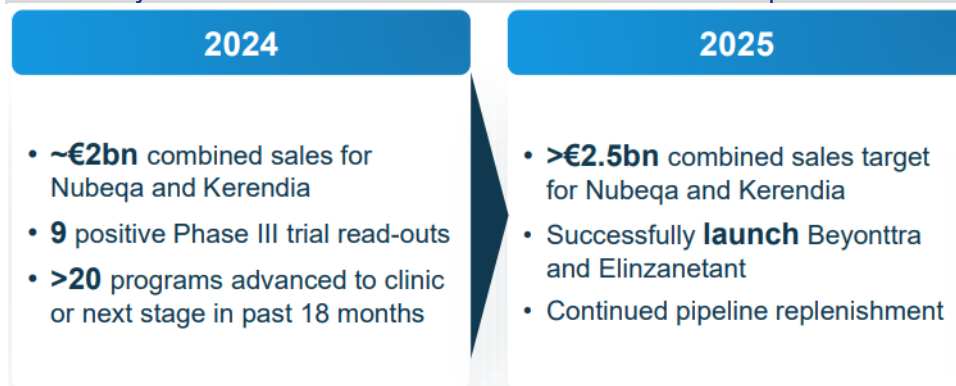 2024
• ~€2bn combined sales for
Nubeqa and Kerendia
• 9 positive Phase III trial read-outs
• >20 programs advanced to clinic
or next stage in past 18 months
2025
• >€2.5bn combined sales target
for Nubeqa and Kerendia
• Successfully launch Beyonttra
and Elinzanetant
• Continued pipeline replenishment